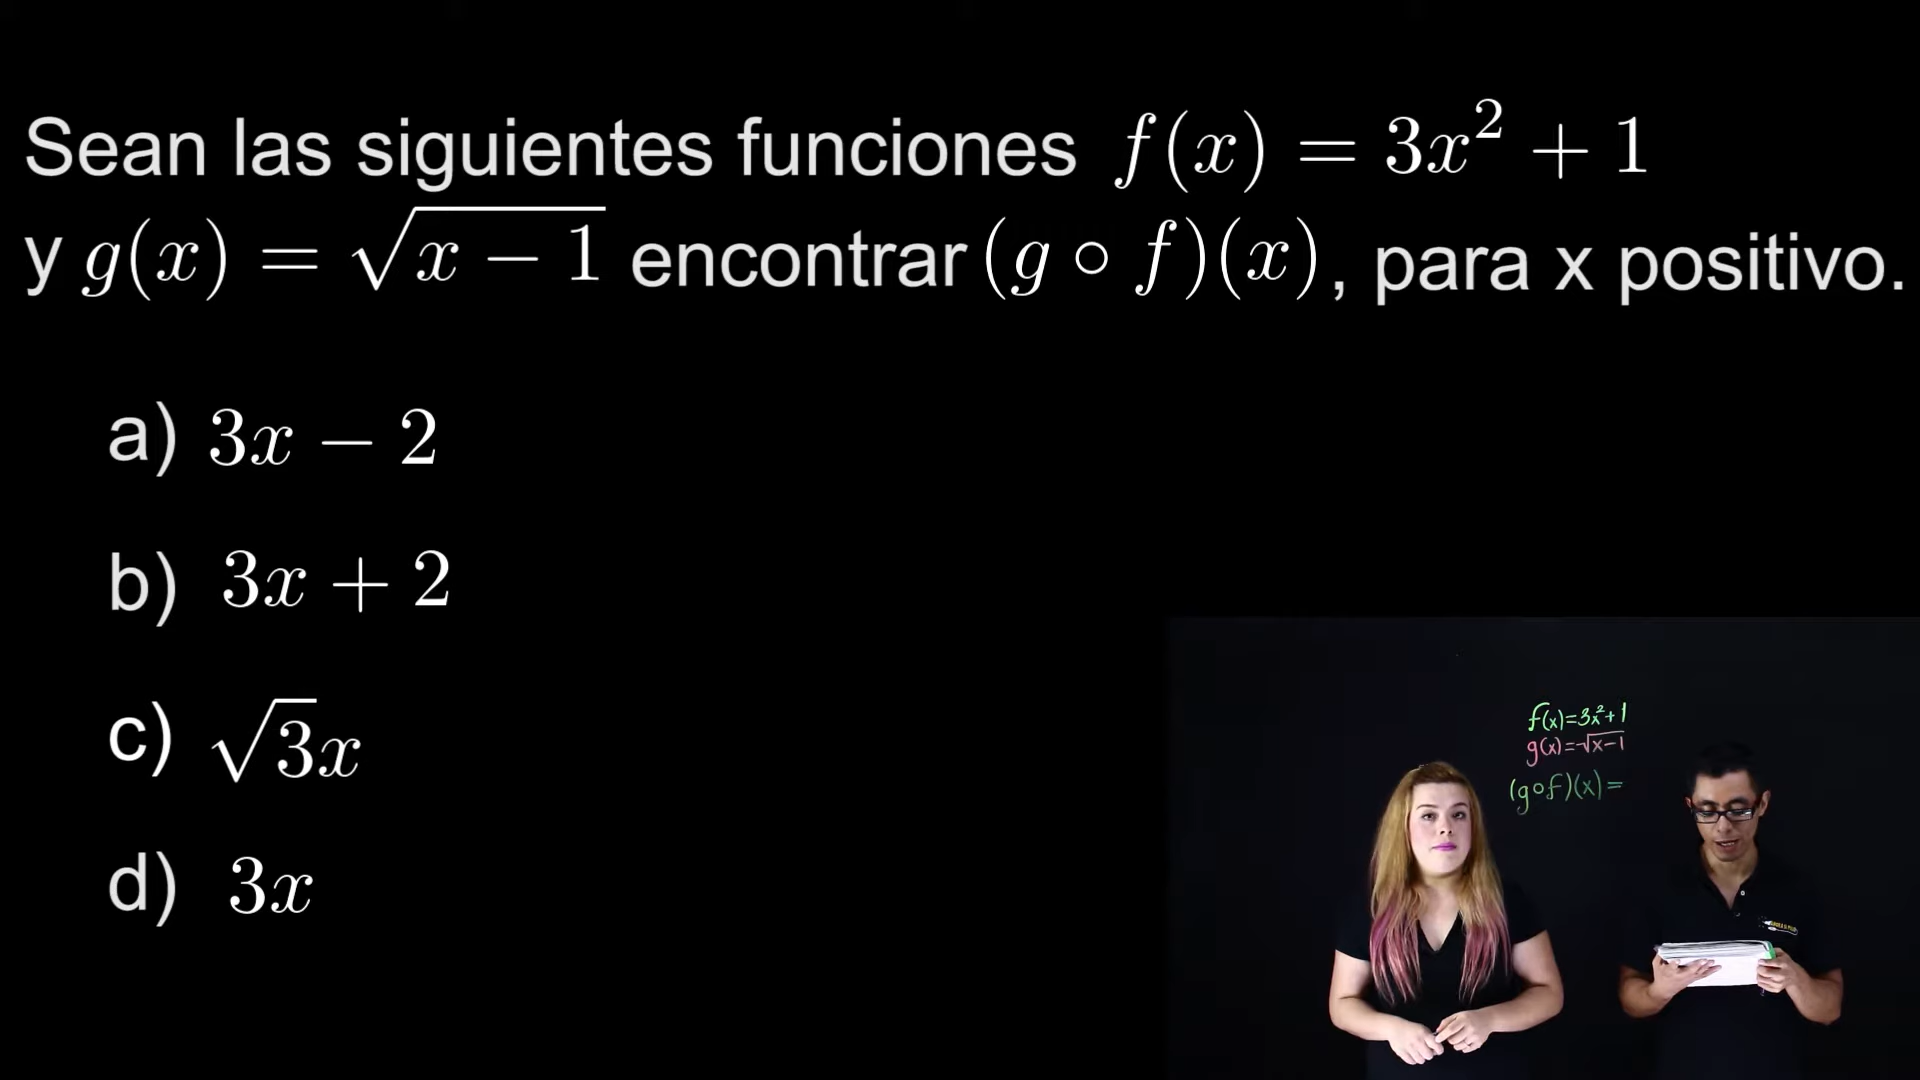 Sean las siguientes funciones f(x) = 3x² + 1
y g(x) = √(x − 1) encontrar (g ∘ f)(x), para x positivo.
a) 3x − 2
b) 3x + 2
c) √3x
d) 3x
f(x)=3x²+1
g(x)=√x−1
(g∘f)(x)=